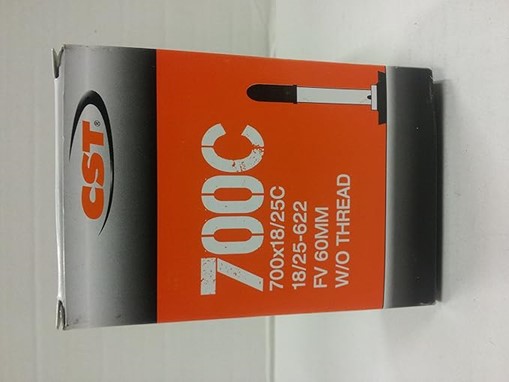 CST®
700C
700x18/25C
18/25-622
FV 60MM
W/O THREAD